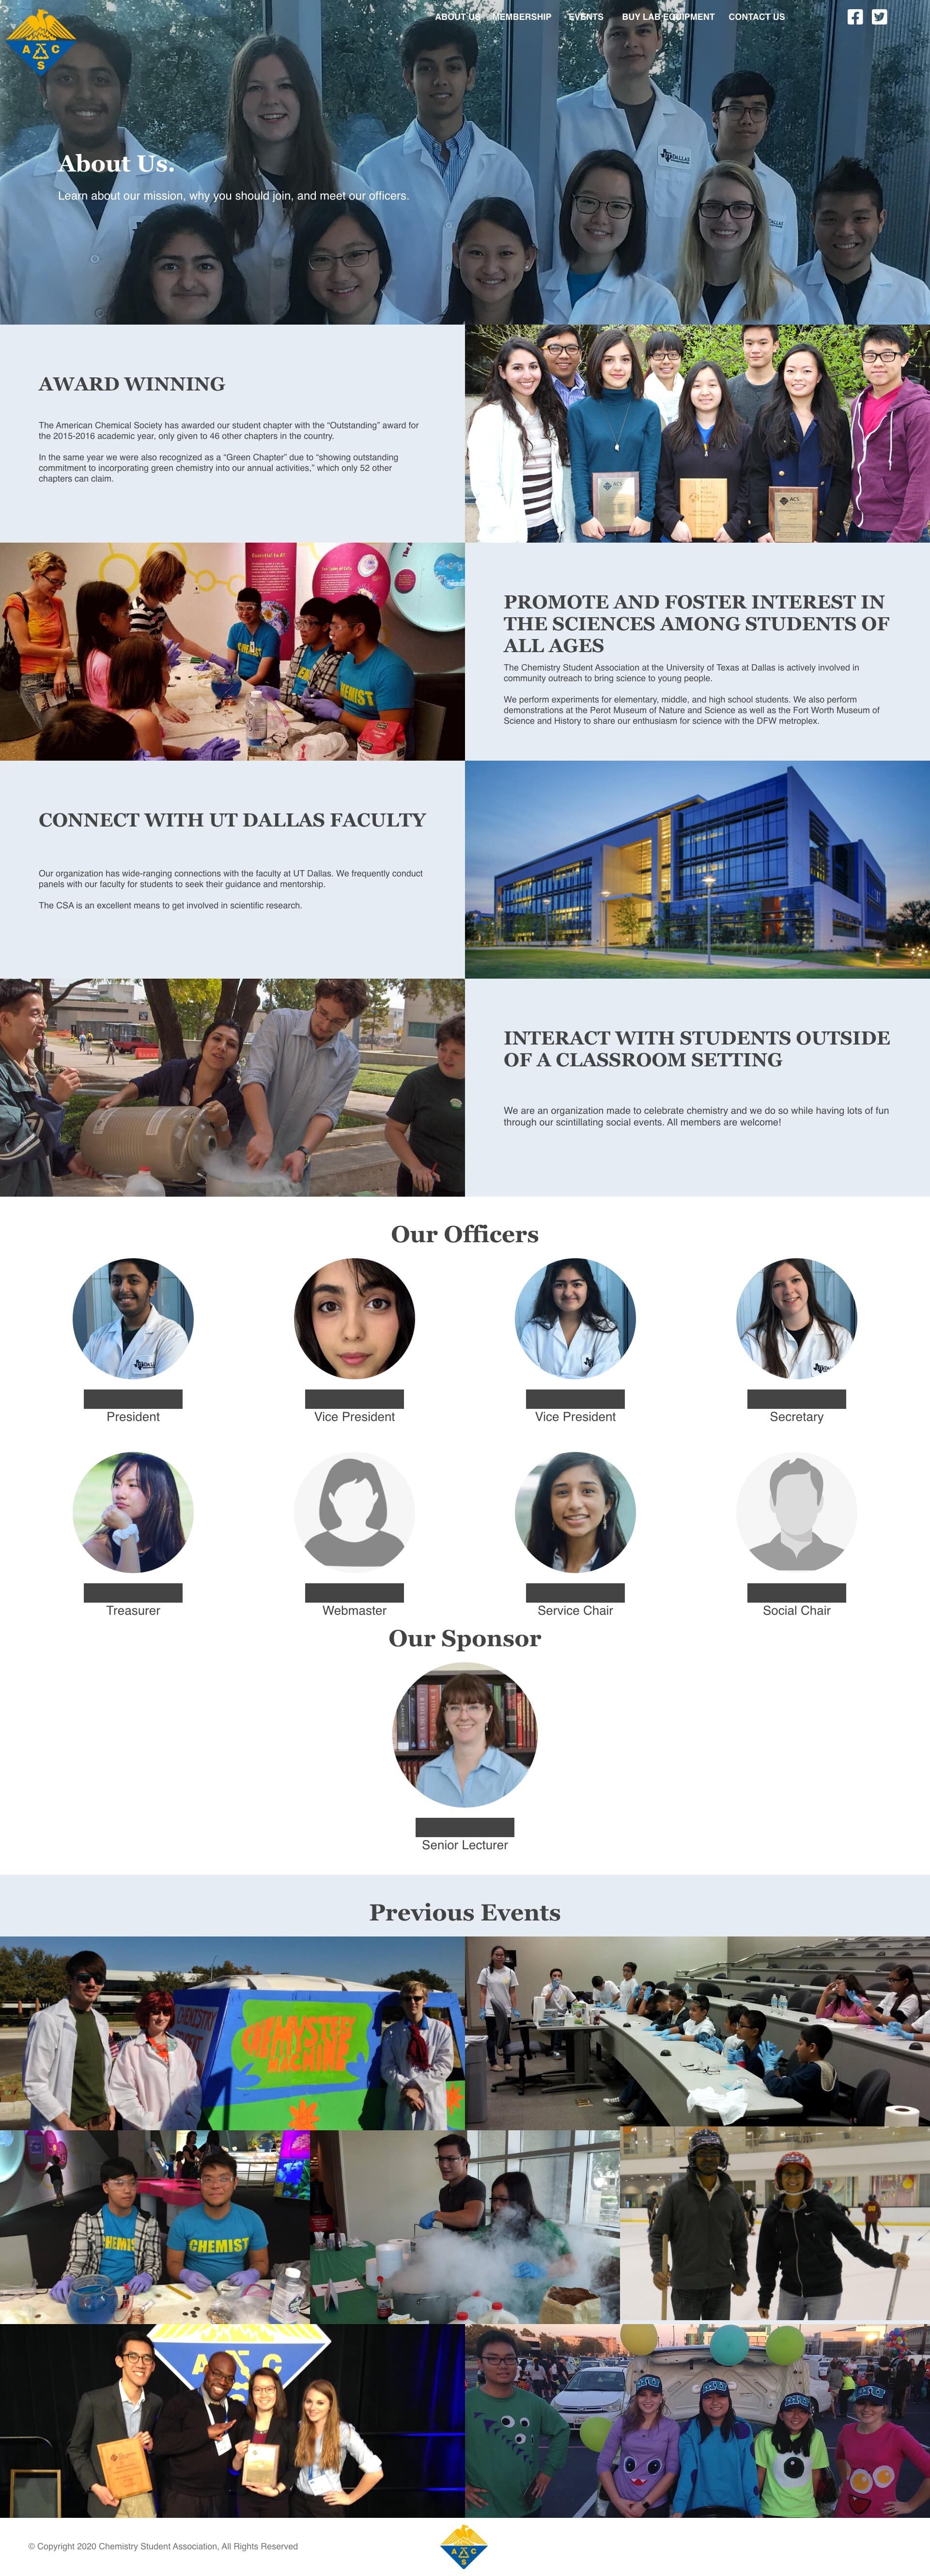 ABOUT US
MEMBERSHIP
EVENTS
BUY LAB EQUIPMENT
CONTACT US
A C
S
DALLAS
About Us.
Learn about our mission, why you should join, and meet our officers.
AWARD WINNING
The American Chemical Society has awarded our student chapter with the “Outstanding” award for
the 2015-2016 academic year, only given to 46 other chapters in the country.
In the same year we were also recognized as a “Green Chapter” due to “showing outstanding
commitment to incorporating green chemistry into our annual activities,” which only 52 other
chapters can claim.
ACS
ACS
PROMOTE AND FOSTER INTEREST IN
THE SCIENCES AMONG STUDENTS OF
ALL AGES
The Chemistry Student Association at the University of Texas at Dallas is actively involved in
community outreach to bring science to young people.
We perform experiments for elementary, middle, and high school students. We also perform
demonstrations at the Perot Museum of Nature and Science as well as the Fort Worth Museum of
Science and History to share our enthusiasm for science with the DFW metroplex.
CONNECT WITH UT DALLAS FACULTY
Our organization has wide-ranging connections with the faculty at UT Dallas. We frequently conduct
panels with our faculty for students to seek their guidance and mentorship.
The CSA is an excellent means to get involved in scientific research.
INTERACT WITH STUDENTS OUTSIDE
OF A CLASSROOM SETTING
We are an organization made to celebrate chemistry and we do so while having lots of fun
through our scintillating social events. All members are welcome!
Our Officers
President
Vice President
Vice President
Secretary
Treasurer
Webmaster
Service Chair
Social Chair
Our Sponsor
Senior Lecturer
Previous Events
CHEMISTRY
CHEMYSTERY
MACHINE
CHEMIS
CHEMIST
A C
S
© Copyright 2020 Chemistry Student Association, All Rights Reserved
A C
S